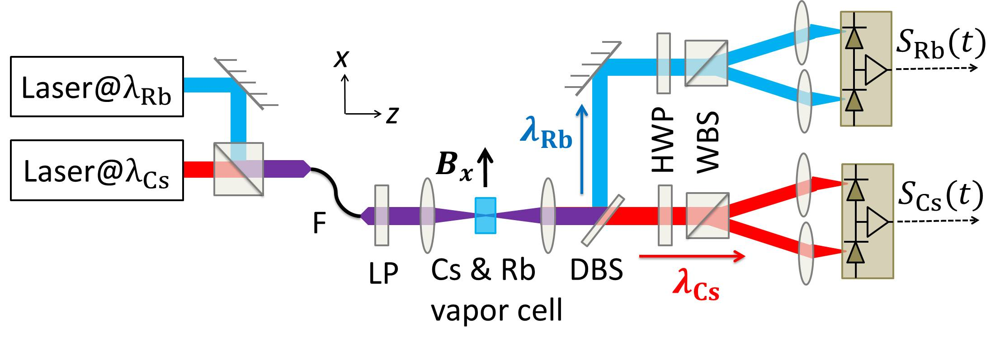 Laser@λRb
Laser@λCs
x
z
F
LP
Bx
Cs & Rb
vapor cell
DBS
λRb
λCs
HWP
WBS
SRb(t)
SCs(t)